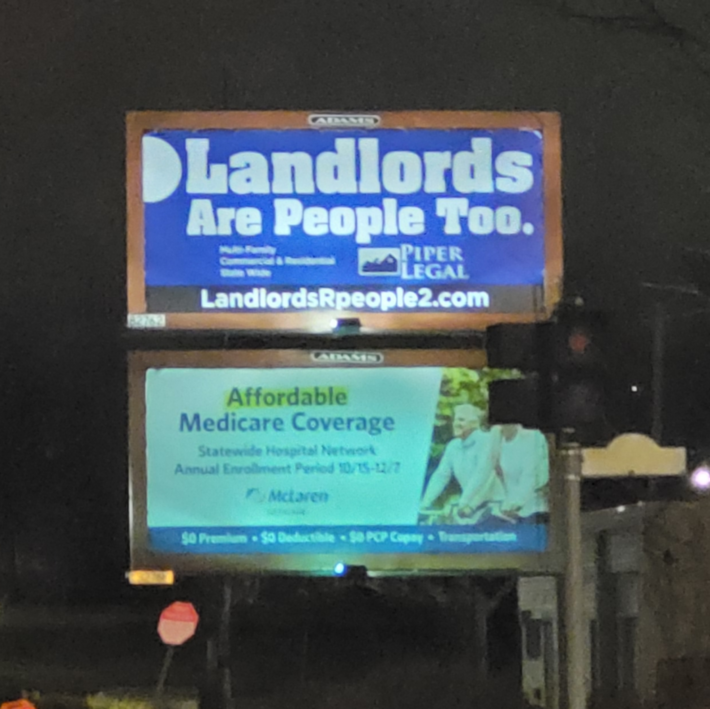 ADAMS
Landlords
Are People Too.
Multi-Family
Commercial & Residential
State Wide
PIPER
LEGAL
LandlordsRpeople2.com
ADAMS
Affordable
Medicare Coverage
Statewide Hospital Network
Annual Enrollment Period 10/15-12/7
McLaren
$0 Premium • $0 Deductible • $0 PCP Copay • Transportation